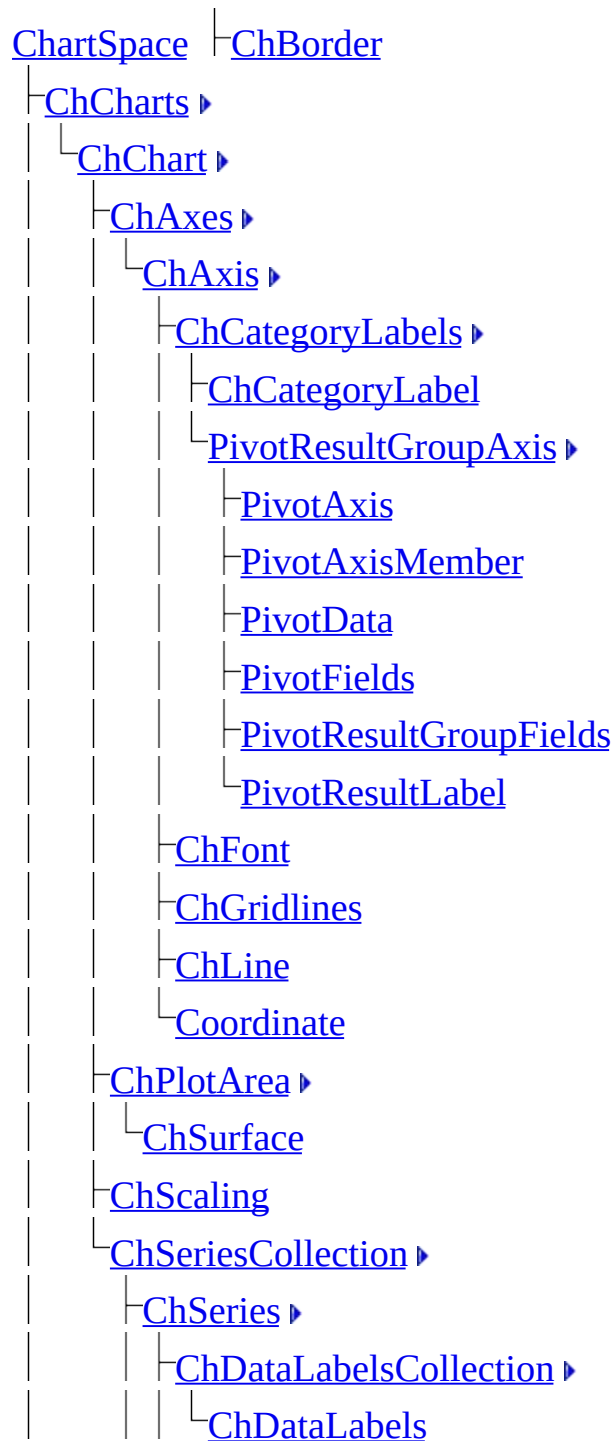 ChartSpace ChBorder
ChCharts
ChChart
ChAxes
ChAxis
ChCategoryLabels
ChCategoryLabel
PivotResultGroupAxis
PivotAxis
PivotAxisMember
PivotData
PivotFields
PivotResultGroupFields
PivotResultLabel
ChFont
ChGridlines
ChLine
Coordinate
ChPlotArea
ChSurface
ChScaling
ChSeriesCollection
ChSeries
ChDataLabelsCollection
ChDataLabels